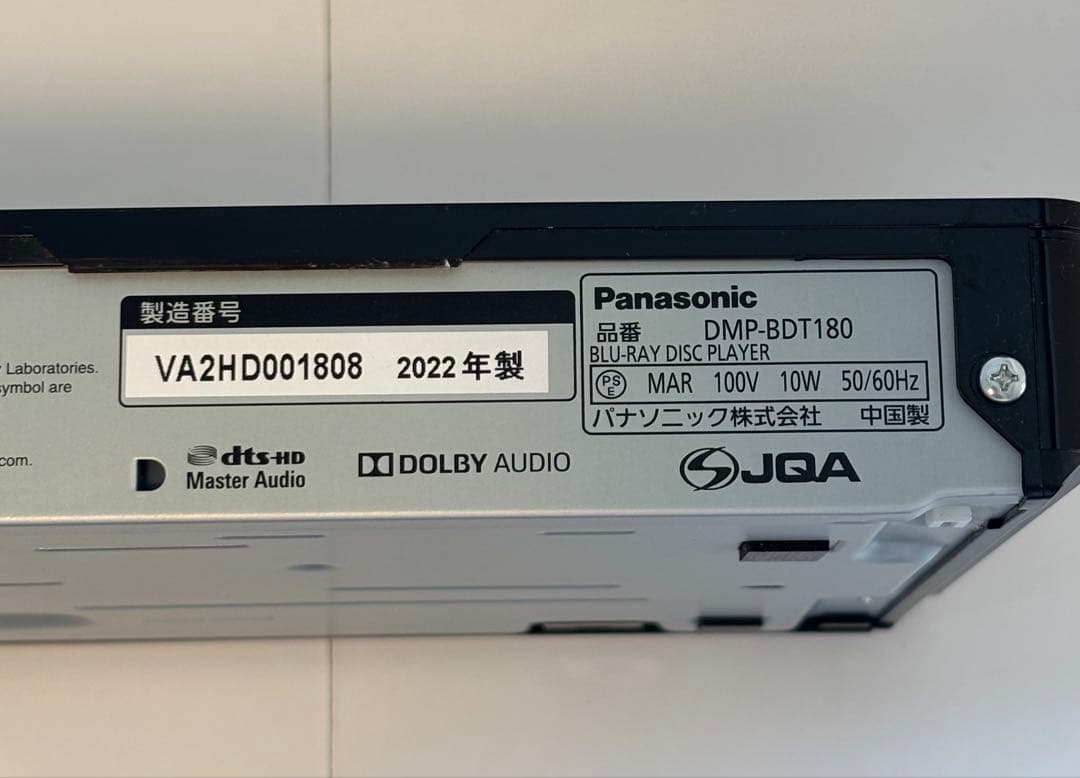 Laboratories.
symbol are
com.
製造番号
VA2HD001808 2022年製
dts-HD
Master Audio
DOLBY AUDIO
Panasonic
品番 DMP-BDT180
BLU-RAY DISC PLAYER
PSE MAR 100V 10W 50/60Hz
パナソニック株式会社 中国製
JQA